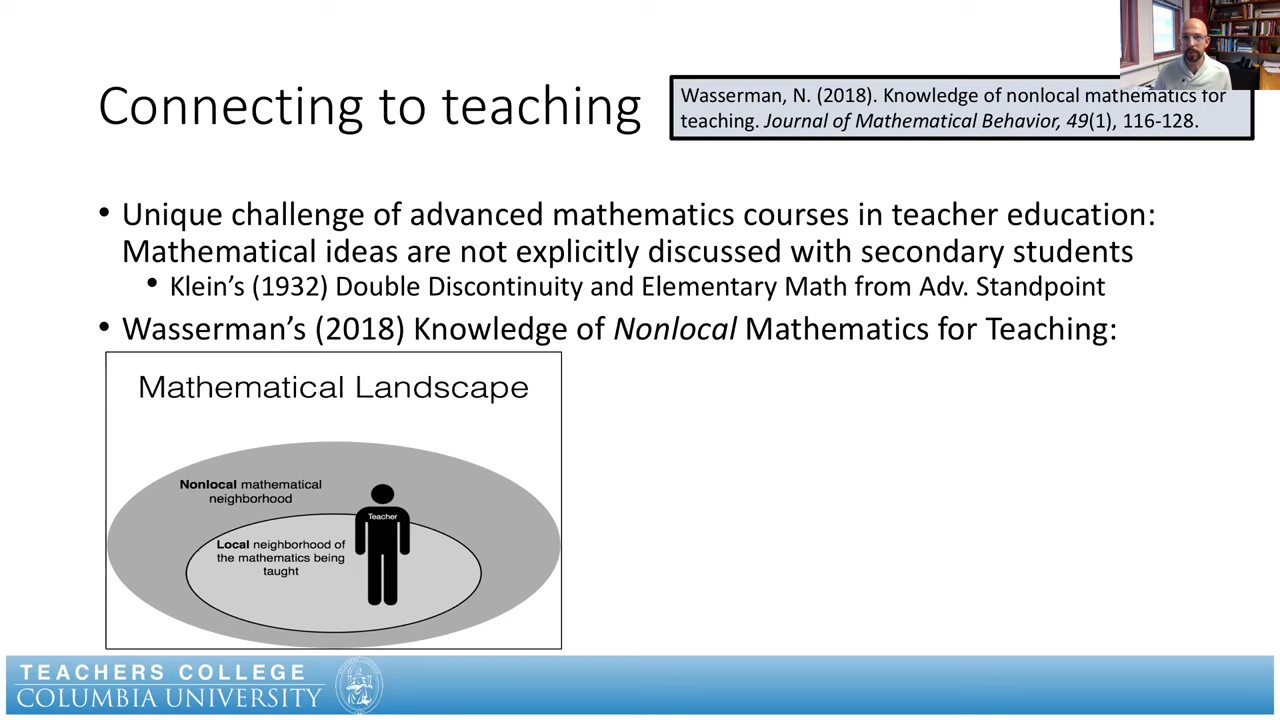 Connecting to teaching
Wasserman, N. (2018). Knowledge of nonlocal mathematics for
teaching. Journal of Mathematical Behavior, 49(1), 116-128.
• Unique challenge of advanced mathematics courses in teacher education:
Mathematical ideas are not explicitly discussed with secondary students
• Klein's (1932) Double Discontinuity and Elementary Math from Adv. Standpoint
• Wasserman's (2018) Knowledge of Nonlocal Mathematics for Teaching:
Mathematical Landscape
Nonlocal mathematical
neighborhood
Teacher
Local neighborhood of
the mathematics being
taught
TEACHERS COLLEGE
COLUMBIA UNIVERSITY